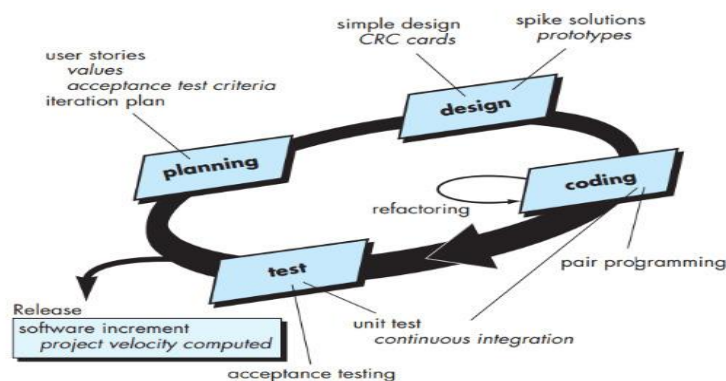 simple design
CRC cards
spike solutions
prototypes
user stories
values
acceptance test criteria
iteration plan
design
planning
coding
refactoring
test
pair programming
Release
software increment
project velocity computed
unit test
continuous integration
acceptance testing